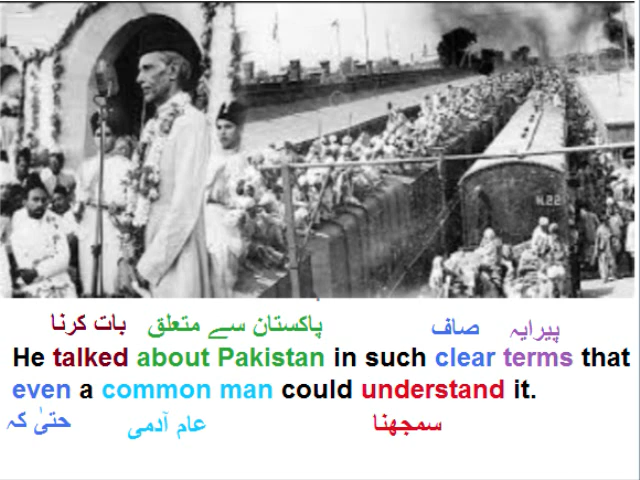 N.22
بات کرنا پاکستان سے متعلق صاف پیرایہ
He talked about Pakistan in such clear terms that
even a common man could understand it.
حتیٰ کہ عام آدمی سمجھنا